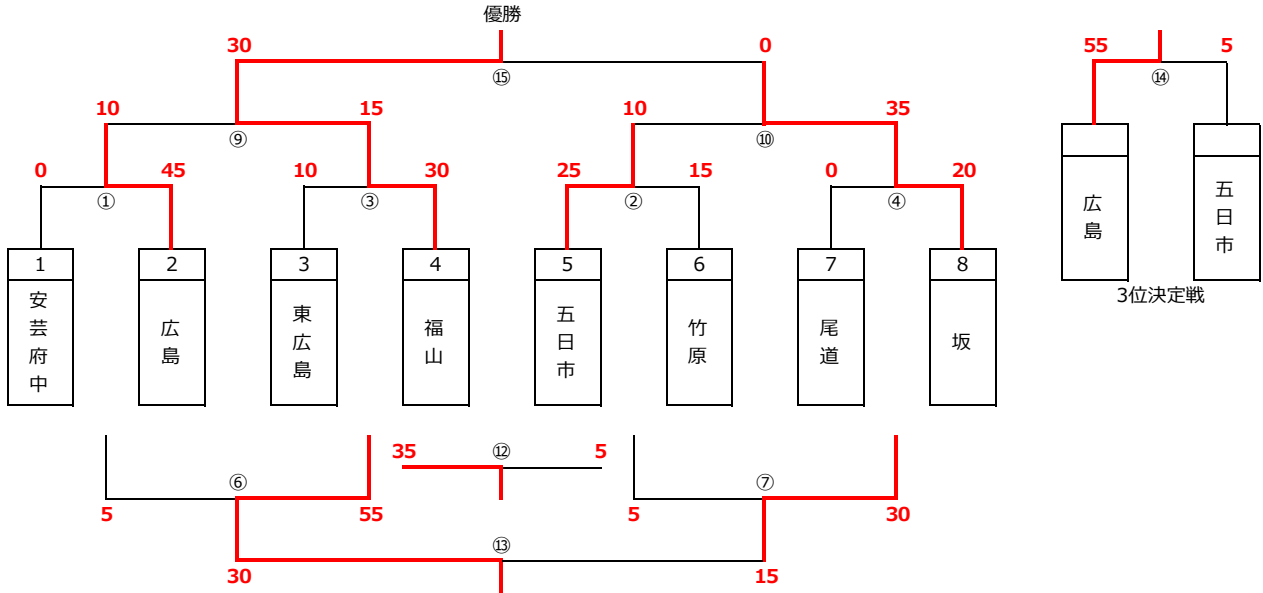 優勝
30 0 55 5
⑮ ⑭
10 15 10 35
⑨ ⑩
0 45 10 30 25 15 0 20
① ③ ② ④
1 2 3 4 5 6 7 8
安芸府中 広島 東広島 福山 五日市 竹原 尾道 坂
広島 五日市
3位決定戦
35 ⑫ 5
⑥ ⑦
5 55 5 30
⑬
30 15